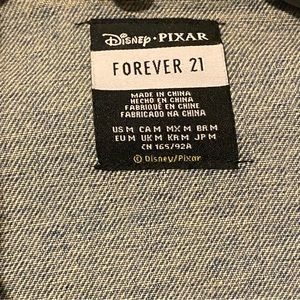 Disney · PIXAR
FOREVER 21
MADE IN CHINA
HECHO EN CHINA
FABRIQUÉ EN CHINE
FABRICADO NA CHINA
US M CA M MX M BR M
EU M UK M KR M JP M
CN 165/92A
© Disney/Pixar